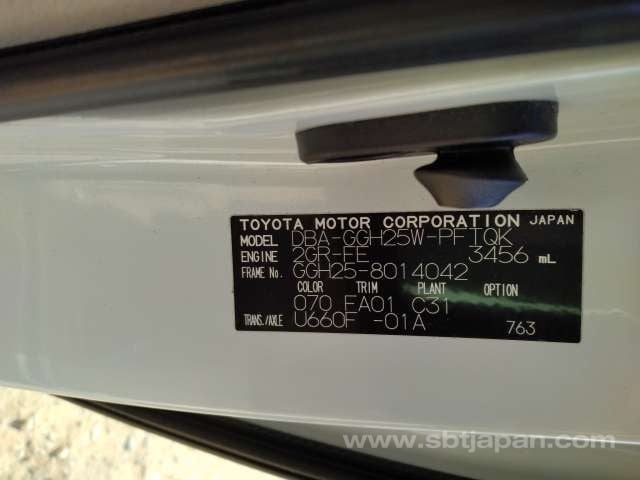 TOYOTA MOTOR CORPORATION JAPAN
MODEL DBA-GGH25W-PFTQK
ENGINE 2GR-FE 3456 mL
FRAME No. GGH25-8014042
COLOR TRIM PLANT OPTION
070 FA01 C31
TRANS./AXLE U660F -01A 763
www.sbtjapan.com